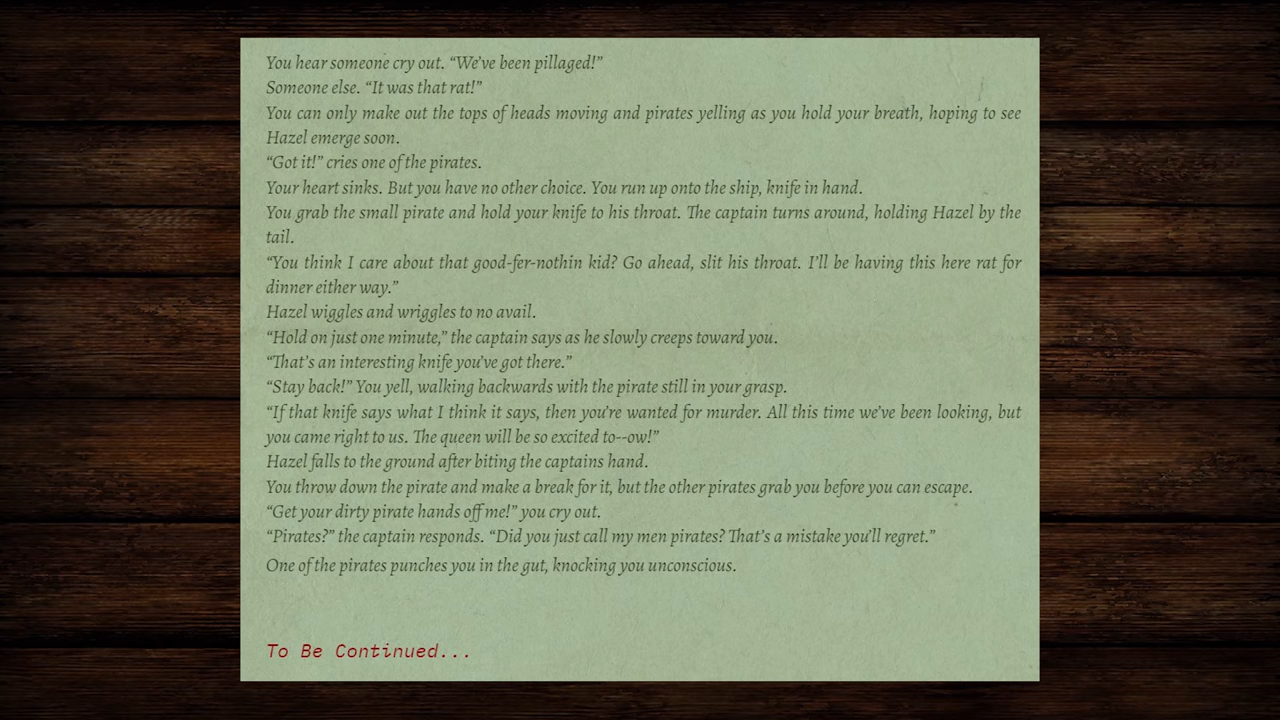 You hear someone cry out. “We’ve been pillaged!”
Someone else. “It was that rat!”
You can only make out the tops of heads moving and pirates yelling as you hold your breath, hoping to see
Hazel emerge soon.
“Got it!” cries one of the pirates.
Your heart sinks. But you have no other choice. You run up onto the ship, knife in hand.
You grab the small pirate and hold your knife to his throat. The captain turns around, holding Hazel by the
tail.
“You think I care about that good-fer-nothin kid? Go ahead, slit his throat. I’ll be having this here rat for
dinner either way.”
Hazel wiggles and wriggles to no avail.
“Hold on just one minute,” the captain says as he slowly creeps toward you.
“That’s an interesting knife you’ve got there.”
“Stay back!” You yell, walking backwards with the pirate still in your grasp.
“If that knife says what I think it says, then you’re wanted for murder. All this time we’ve been looking, but
you came right to us. The queen will be so excited to--ow!”
Hazel falls to the ground after biting the captains hand.
You throw down the pirate and make a break for it, but the other pirates grab you before you can escape.
“Get your dirty pirate hands off me!” you cry out.
“Pirates?” the captain responds. “Did you just call my men pirates? That’s a mistake you’ll regret.”
One of the pirates punches you in the gut, knocking you unconscious.
To Be Continued...